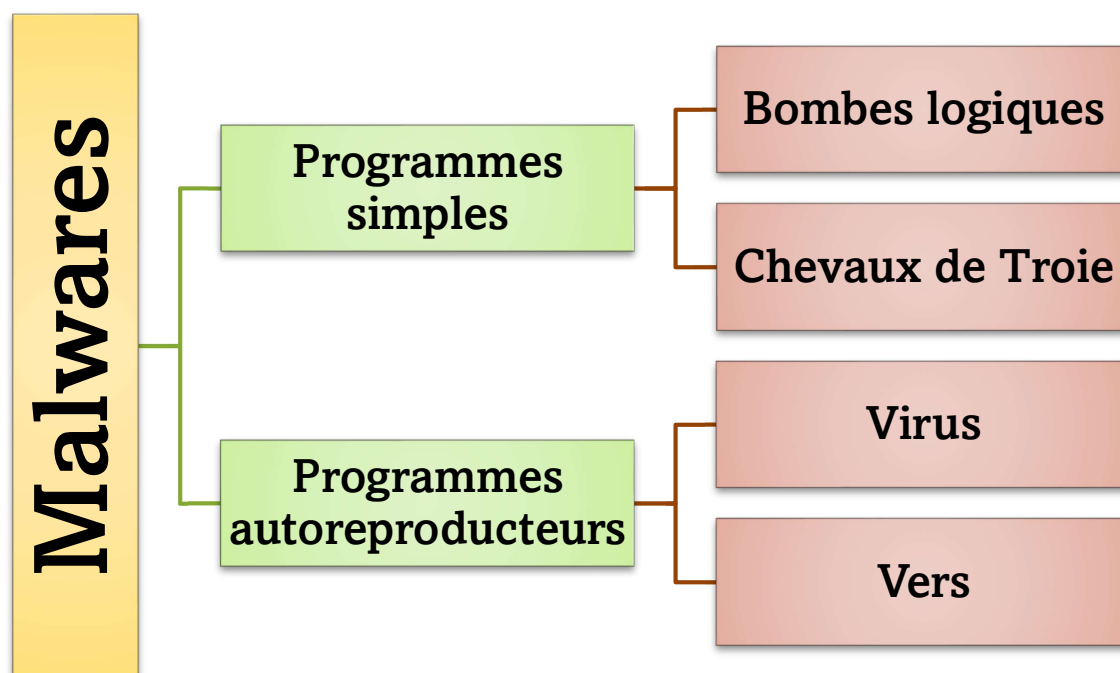 Malwares
Programmes
simples
Bombes logiques
Chevaux de Troie
Programmes
autoreproducteurs
Virus
Vers